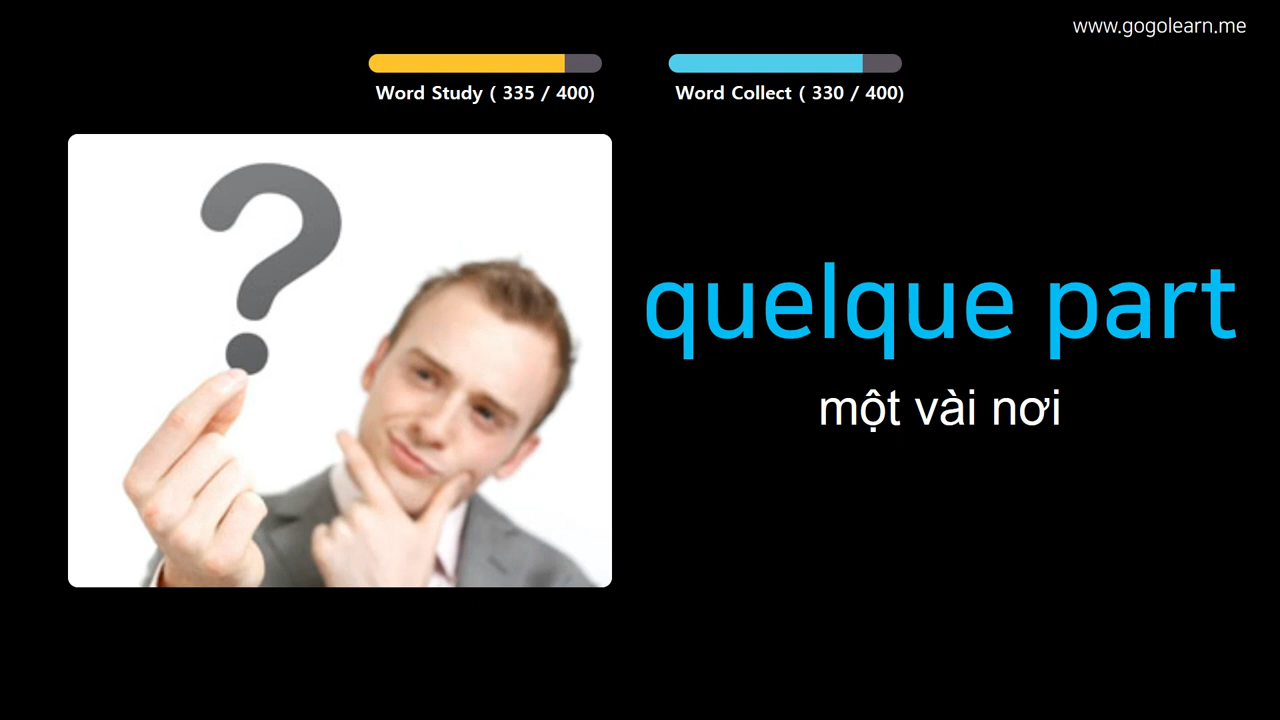 www.gogolearn.me
Word Study ( 335 / 400)
Word Collect ( 330 / 400)
?
quelque part
một vài nơi